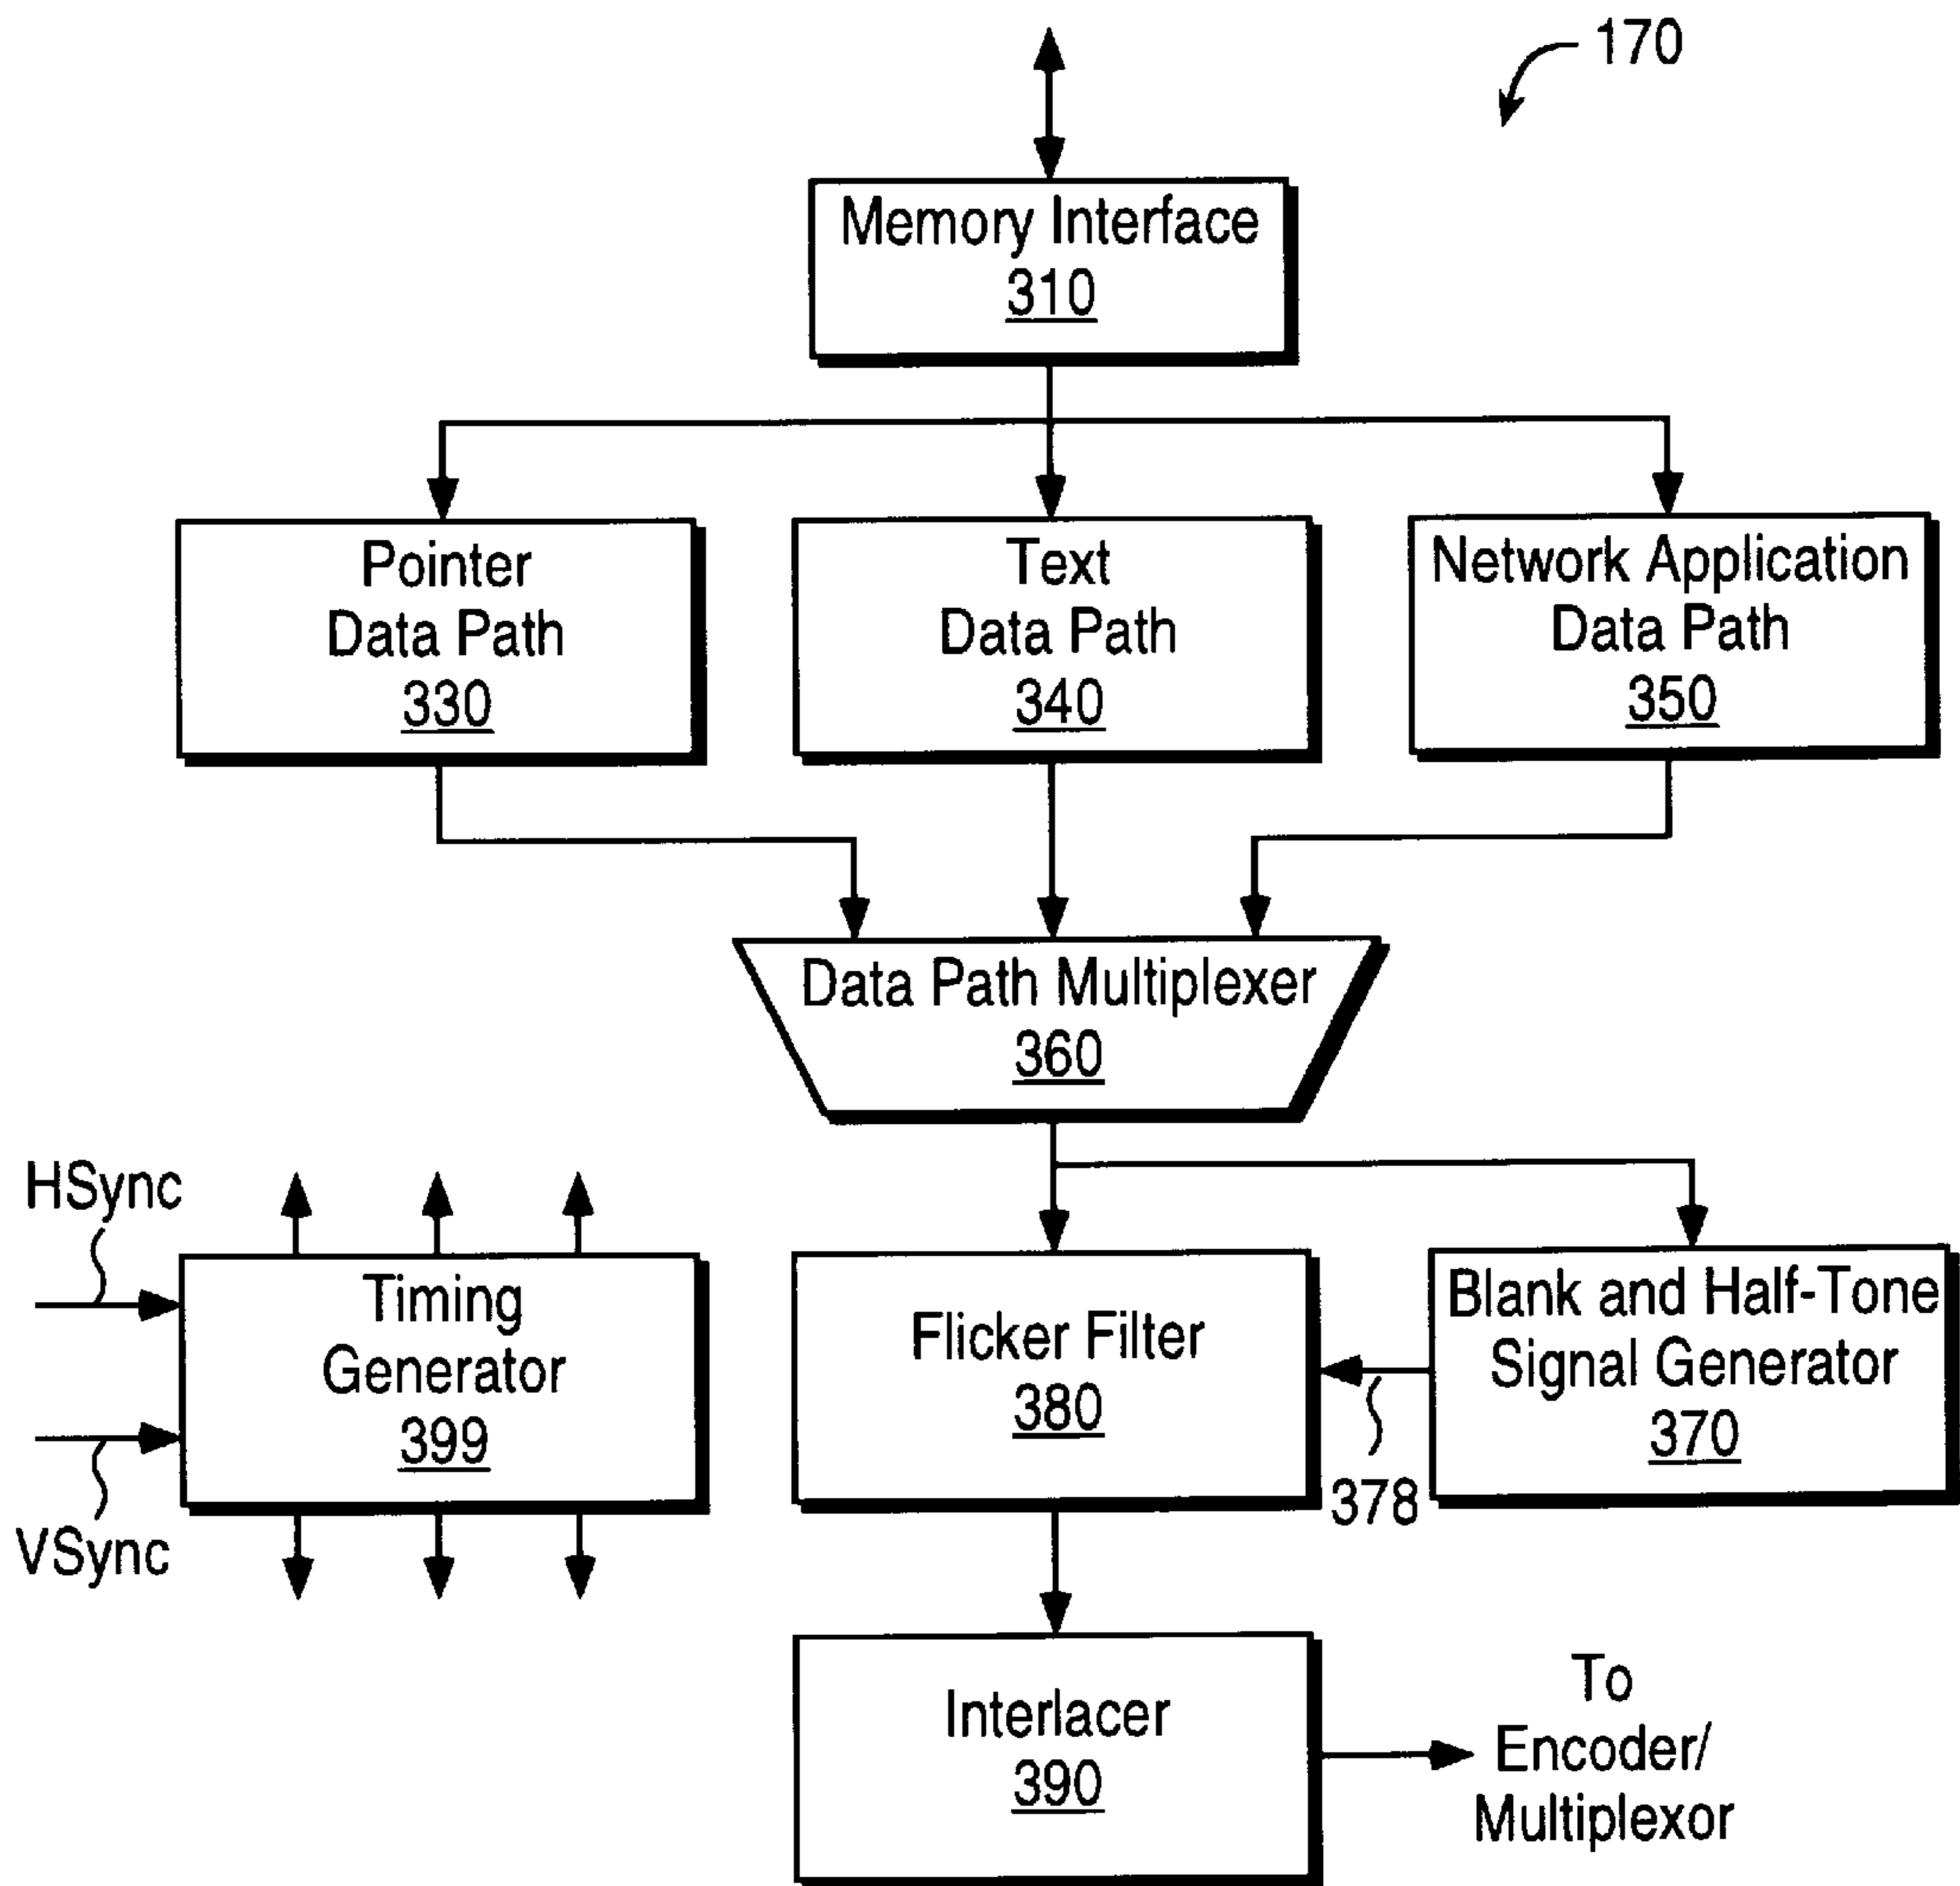 170
Memory Interface
310
Pointer
Data Path
330
Text
Data Path
340
Network Application
Data Path
350
Data Path Multiplexer
360
HSync
VSync
Timing
Generator
399
Flicker Filter
380
378
Blank and Half-Tone
Signal Generator
370
Interlacer
390
To
Encoder/
Multiplexor